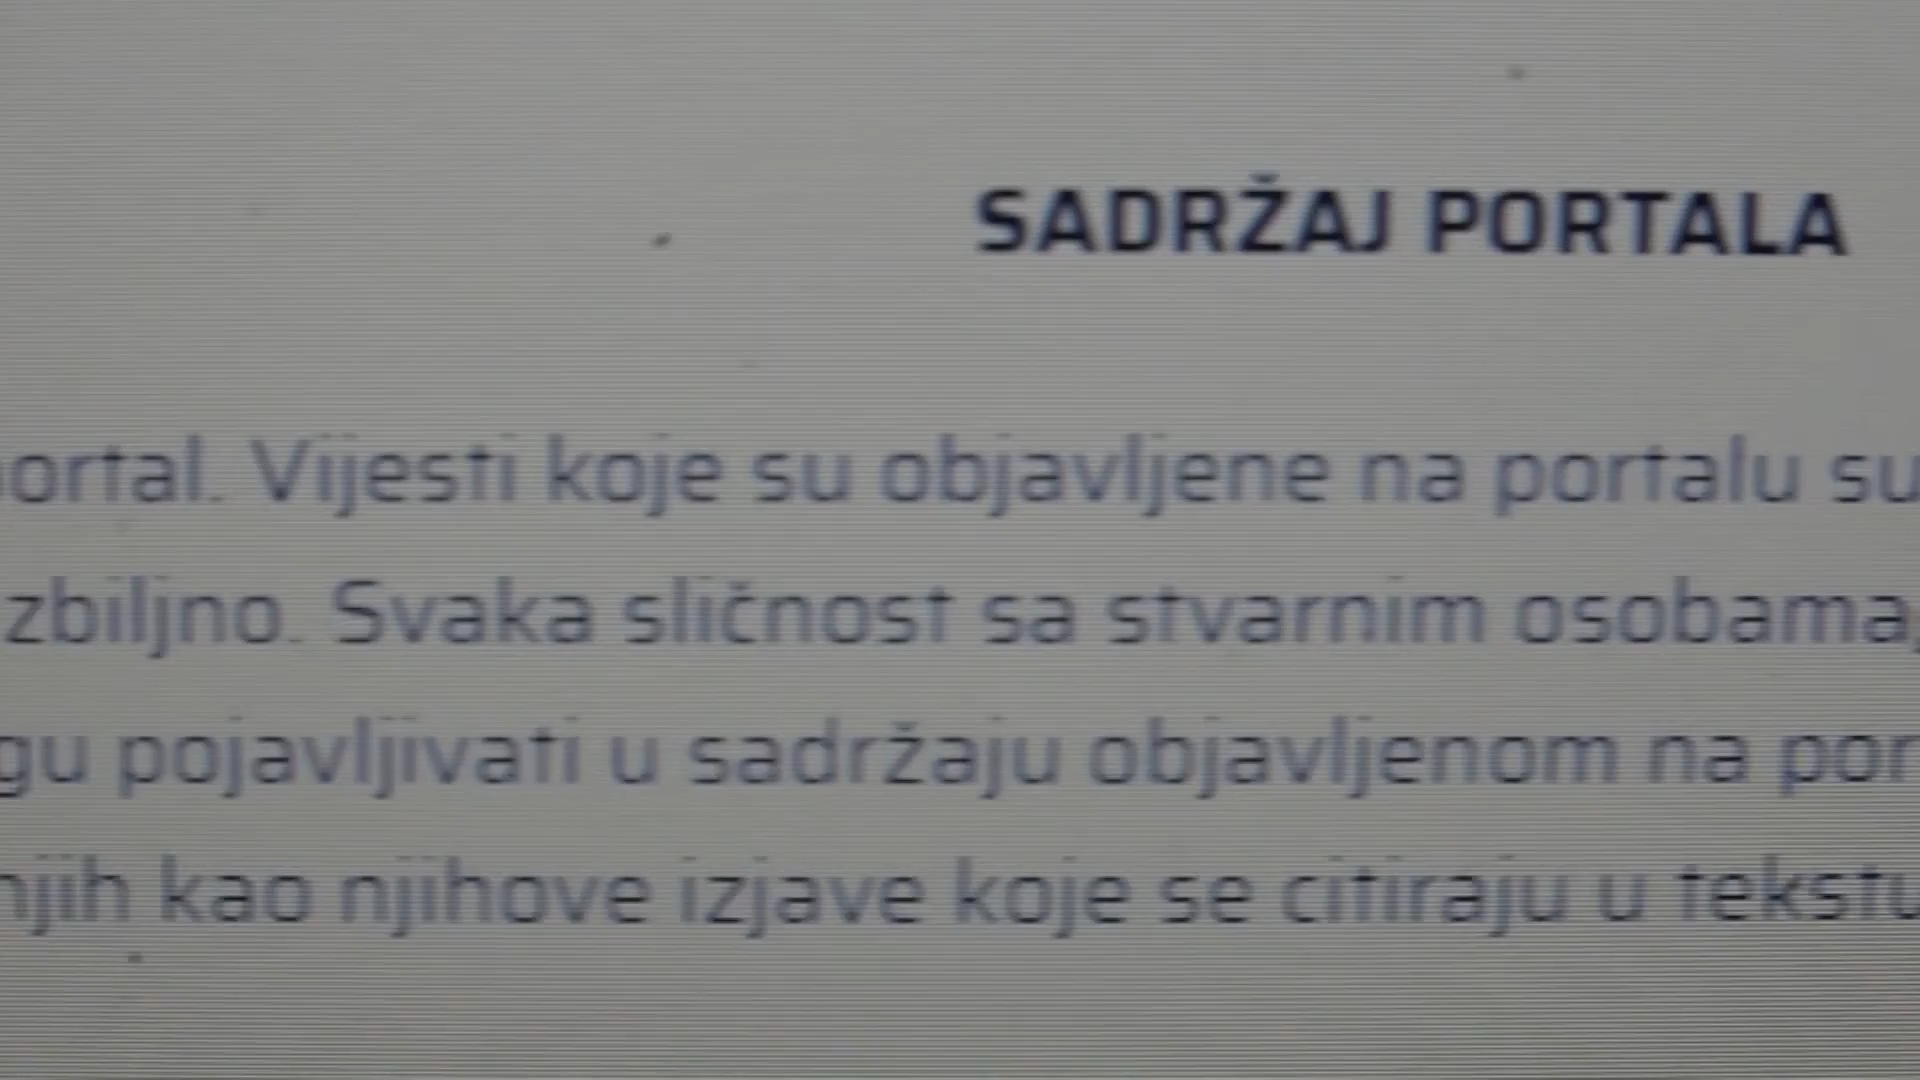 SADRŽAJ PORTALA
ortal. Vijesti koje su objavljene na portalu su
zbiljno. Svaka sličnost sa stvarnim osobama,
gu pojavljivati u sadržaju objavljenom na por
njih kao njihove izjave koje se citiraju u tekstu